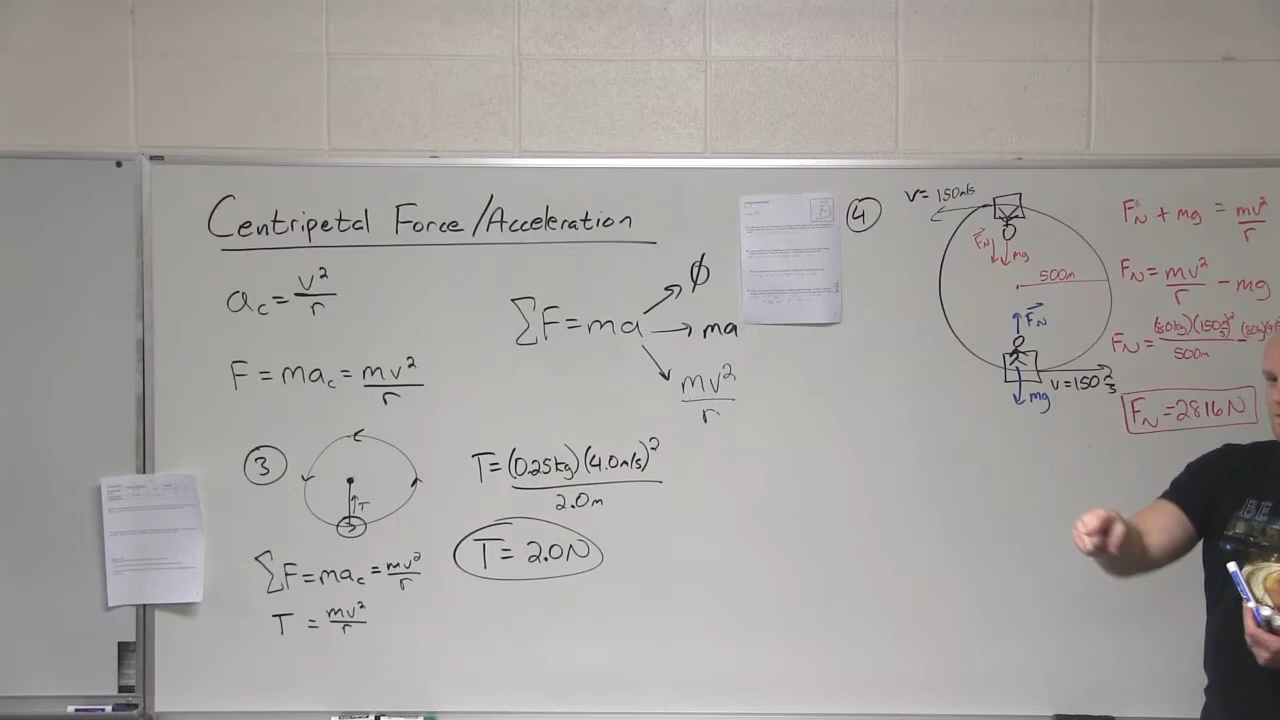 Centripetal Force/Acceleration
a_c = v²/r
F = ma_c = mv²/r
ΣF = ma
∅
ma
mv²/r
③
T
ΣF = ma_c = mv²/r
T = mv²/r
T = (0.25kg)(4.0m/s)²/2.0m
T = 2.0N
④
v = 150m/s
F_N
mg
500m
F_N
mg
v = 150 m/s
F_N + mg = mv²/r
F_N = mv²/r - mg
F_N = (80kg)(150m/s)²/500m - (80kg)
F_N = 2816N